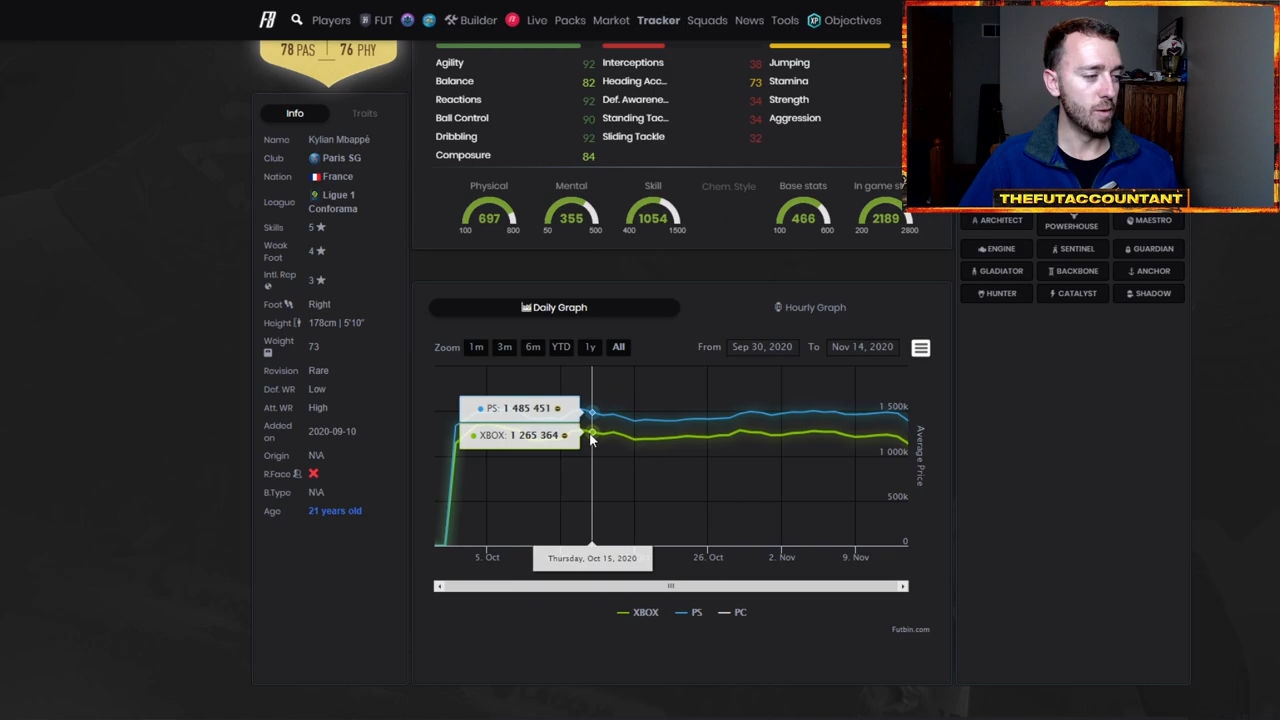 Players FUT Builder Live Packs Market Tracker Squads News Tools XP Objectives
78 PAS 76 PHY
Agility 92 Interceptions 38 Jumping
Balance 82 Heading Acc... 73 Stamina
Reactions 92 Def. Awarene... 34 Strength
Ball Control 90 Standing Tac... 34 Aggression
Dribbling 92 Sliding Tackle 32
Composure 84
Physical Mental Skill Chem. Style Base stats In game s
697 355 1054 466 2189
100 800 50 500 400 1500 100 600 200 2800
Info Traits
Name Kylian Mbappé
Club Paris SG
Nation France
League Ligue 1
Conforama
Skills 5
Weak
Foot 4
Intl. Rep 3
Foot Right
Height 178cm | 5'10"
Weight 73
Revision Rare
Def. WR Low
Att. WR High
Added
on 2020-09-10
Origin N\A
R.Face
B.Type N\A
Age 21 years old
THEFUTACCOUNTANT
ARCHITECT POWERHOUSE MAESTRO
ENGINE SENTINEL GUARDIAN
GLADIATOR BACKBONE ANCHOR
HUNTER CATALYST SHADOW
Daily Graph Hourly Graph
Zoom 1m 3m 6m YTD 1y All From Sep 30, 2020 To Nov 14, 2020
PS: 1 485 451
XBOX: 1 265 364
1 500k
1 000k
500k
0
Average Price
5. Oct 26. Oct 2. Nov 9. Nov
Thursday, Oct 15, 2020
XBOX PS PC
Futbin.com